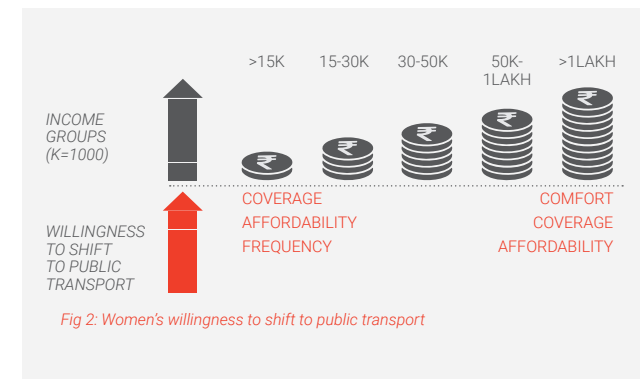 >15K
15-30K
30-50K
50K-
1LAKH
>1LAKH
INCOME
GROUPS
(K=1000)
₹
₹
₹
₹
₹
COVERAGE
AFFORDABILITY
FREQUENCY
COMFORT
COVERAGE
AFFORDABILITY
WILLINGNESS
TO SHIFT
TO PUBLIC
TRANSPORT
Fig 2: Women's willingness to shift to public transport